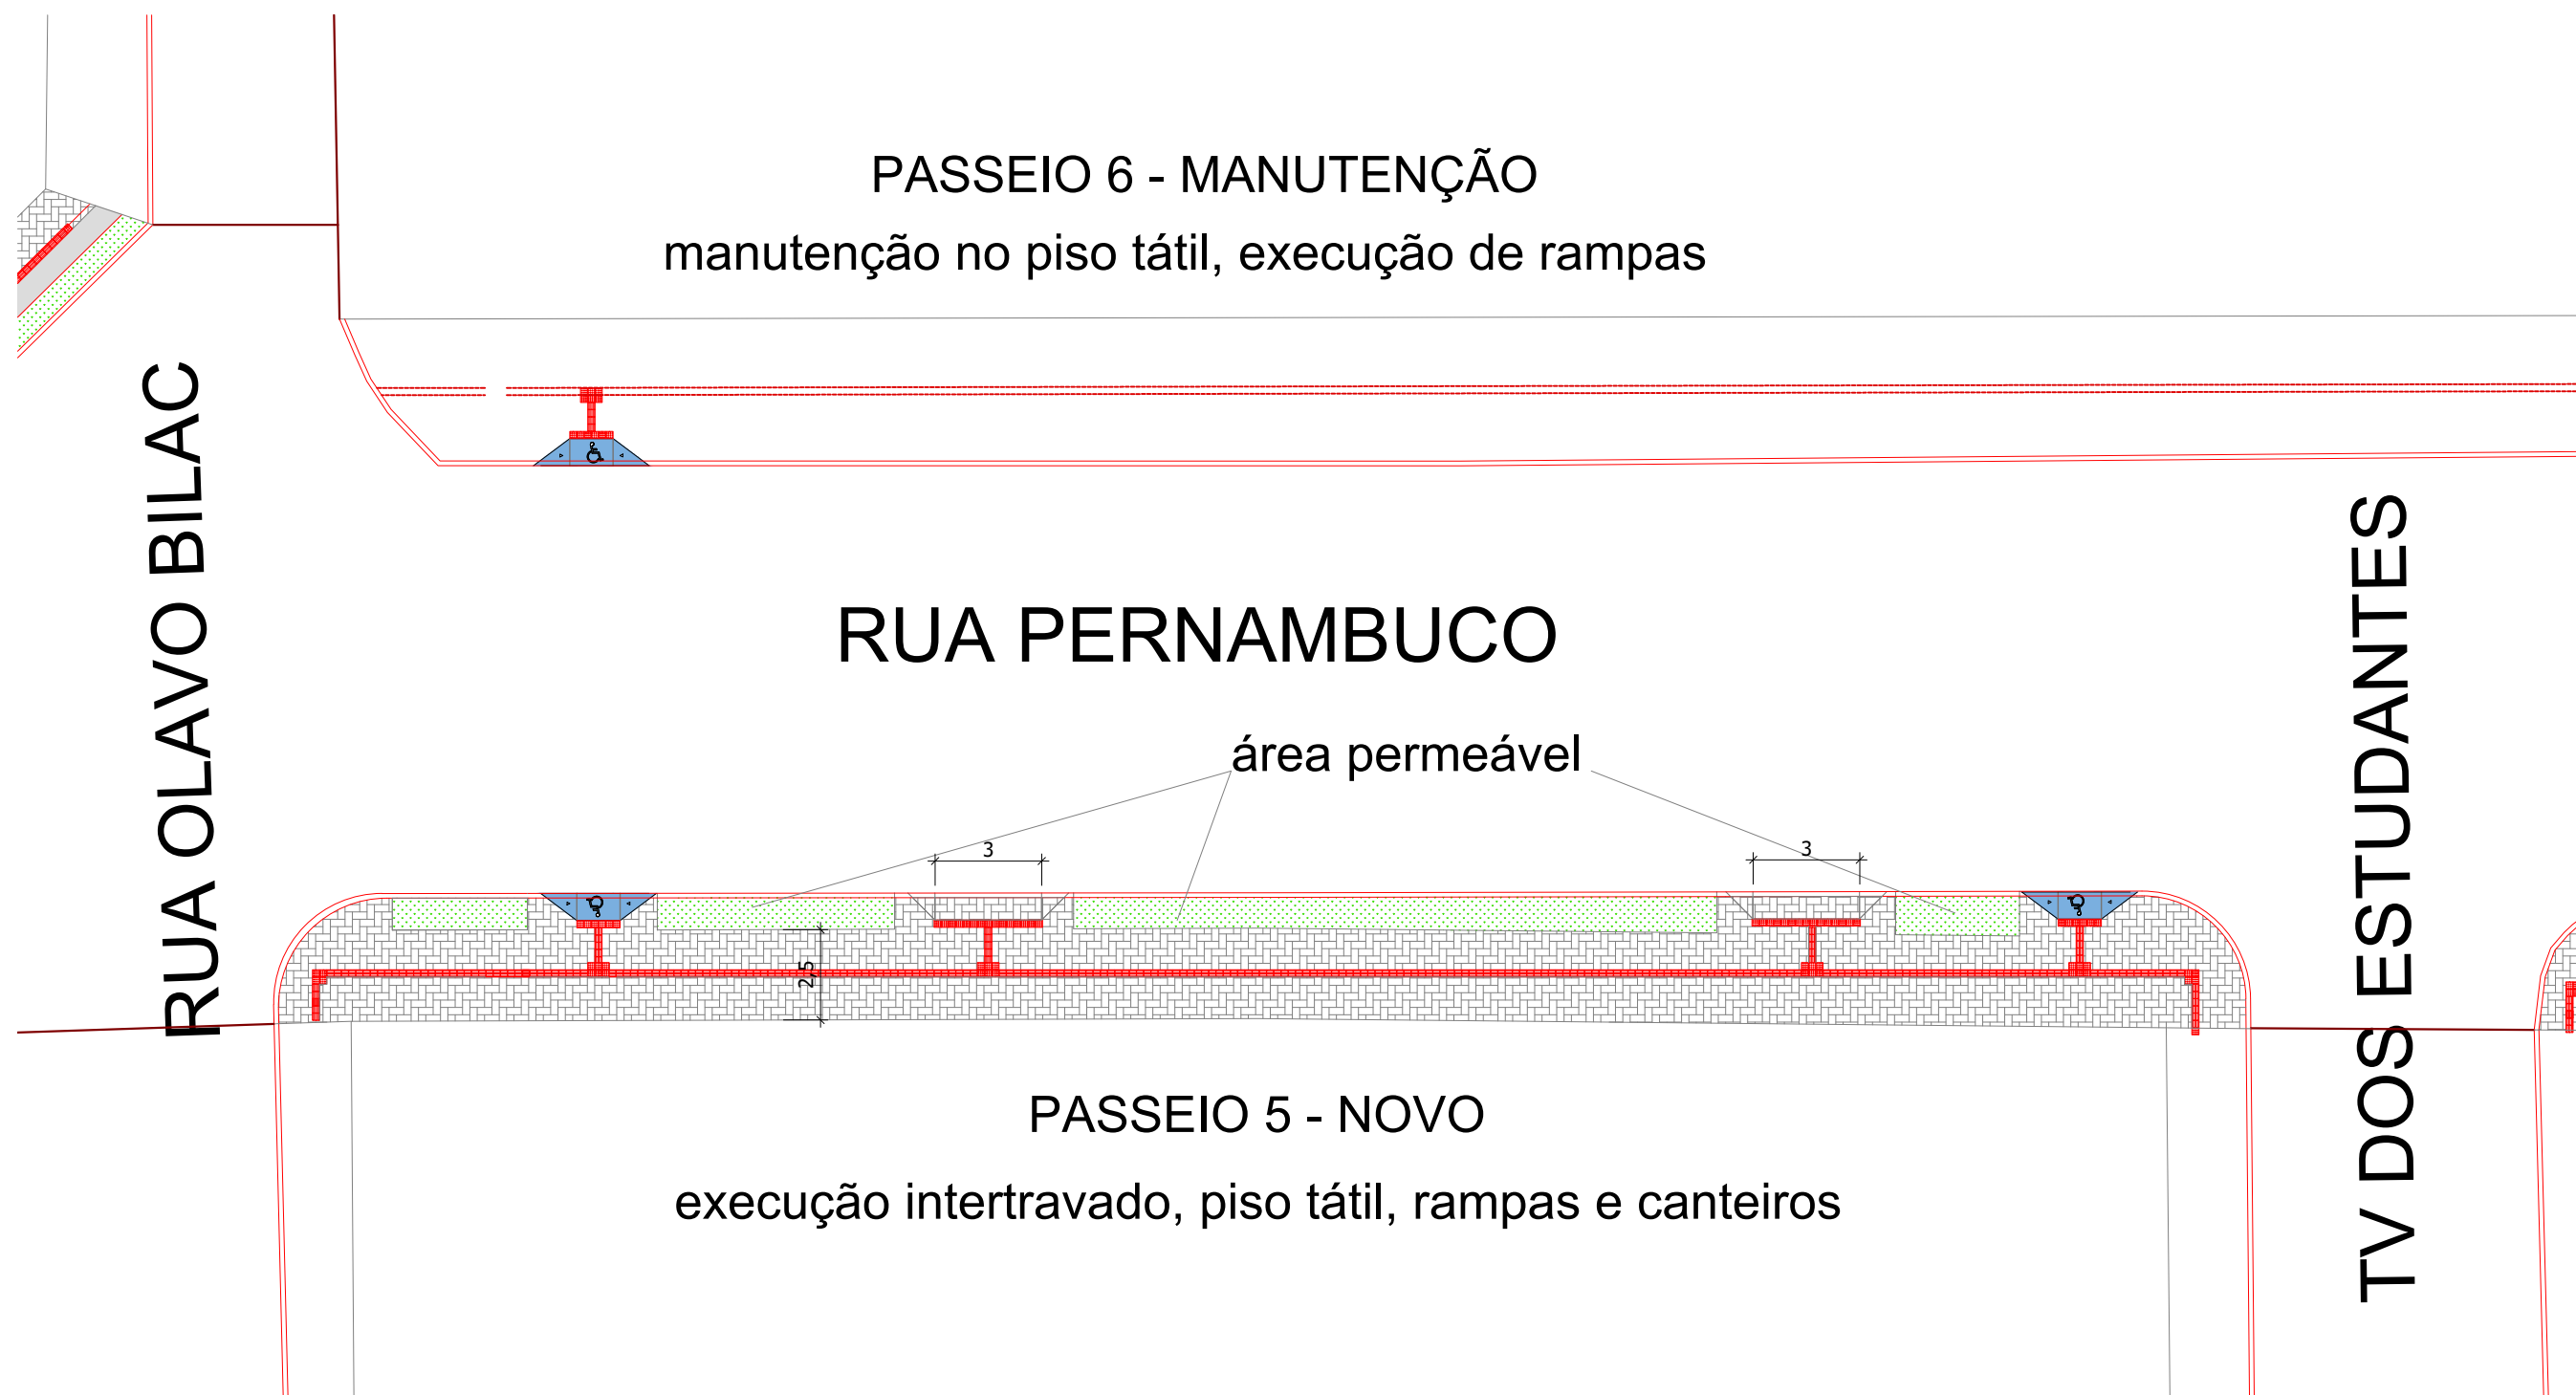 PASSEIO 6 - MANUTENÇÃO
manutenção no piso tátil, execução de rampas
RUA OLAVO BILAC
RUA PERNAMBUCO
TV DOS ESTUDANTES
área permeável
3
3
2,5
PASSEIO 5 - NOVO
execução intertravado, piso tátil, rampas e canteiros